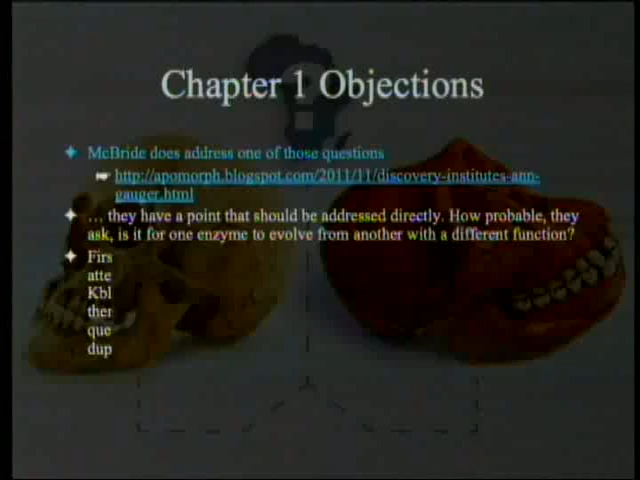 Chapter 1 Objections
McBride does address one of those questions
http://apomorph.blogspot.com/2011/11/discovery-institutes-ann-
gauger.html
… they have a point that should be addressed directly. How probable, they
ask, is it for one enzyme to evolve from another with a different function?
Firs
atte
Kbl
ther
que
dup